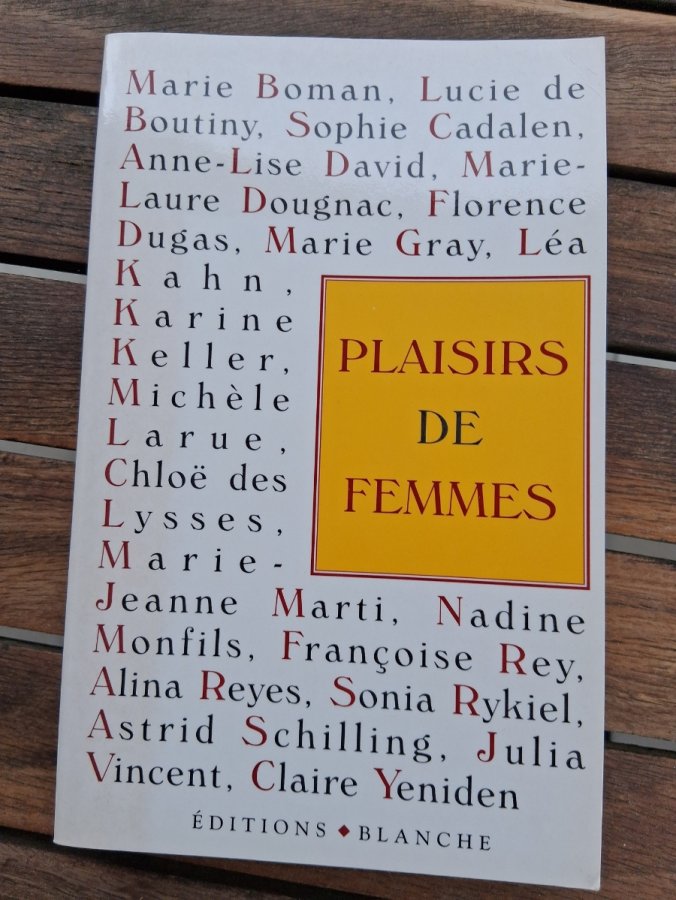 Marie Boman, Lucie de
Boutiny, Sophie Cadalen,
Anne-Lise David, Marie-
Laure Dougnac, Florence
Dugas, Marie Gray, Léa
Kahn,
Karine
Keller,
Michèle
Larue,
Chloë des
Lysses,
Marie-
Jeanne Marti, Nadine
Monfils, Françoise Rey,
Alina Reyes, Sonia Rykiel,
Astrid Schilling, Julia
Vincent, Claire Yeniden
PLAISIRS
DE
FEMMES
ÉDITIONS ◆ BLANCHE